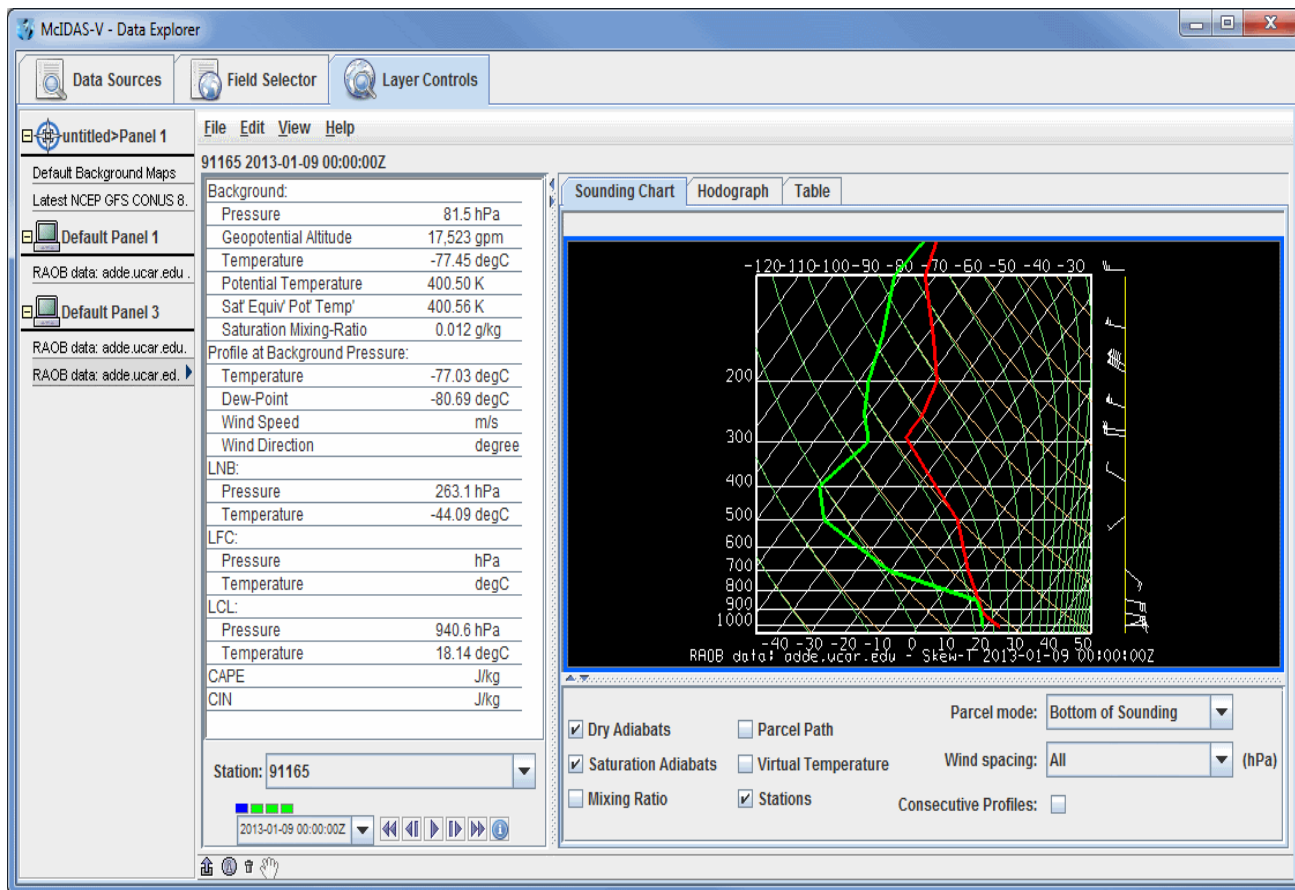 McIDAS-V - Data Explorer
Data Sources
Field Selector
Layer Controls
untitled>Panel 1
Default Background Maps
Latest NCEP GFS CONUS 8.
Default Panel 1
RAOB data: adde.ucar.edu .
Default Panel 3
RAOB data: adde.ucar.edu.
RAOB data: adde.ucar.ed.
File Edit View Help
91165 2013-01-09 00:00:00Z
Background:
Pressure 81.5 hPa
Geopotential Altitude 17,523 gpm
Temperature -77.45 degC
Potential Temperature 400.50 K
Sat' Equiv' Pot' Temp' 400.56 K
Saturation Mixing-Ratio 0.012 g/kg
Profile at Background Pressure:
Temperature -77.03 degC
Dew-Point -80.69 degC
Wind Speed m/s
Wind Direction degree
LNB:
Pressure 263.1 hPa
Temperature -44.09 degC
LFC:
Pressure hPa
Temperature degC
LCL:
Pressure 940.6 hPa
Temperature 18.14 degC
CAPE J/kg
CIN J/kg
Station: 91165
2013-01-09 00:00:00Z
Sounding Chart
Hodograph
Table
-120 -110 -100 -90 -80 -70 -60 -50 -40 -30
200
300
400
500
600
700
800
900
1000
-40 -30 -20 -10 0 10 20 30 40 50
RAOB data: adde.ucar.edu - Skew-T 2013-01-09 00:00:00Z
Dry Adiabats
Saturation Adiabats
Mixing Ratio
Parcel Path
Virtual Temperature
Stations
Parcel mode: Bottom of Sounding
Wind spacing: All (hPa)
Consecutive Profiles: